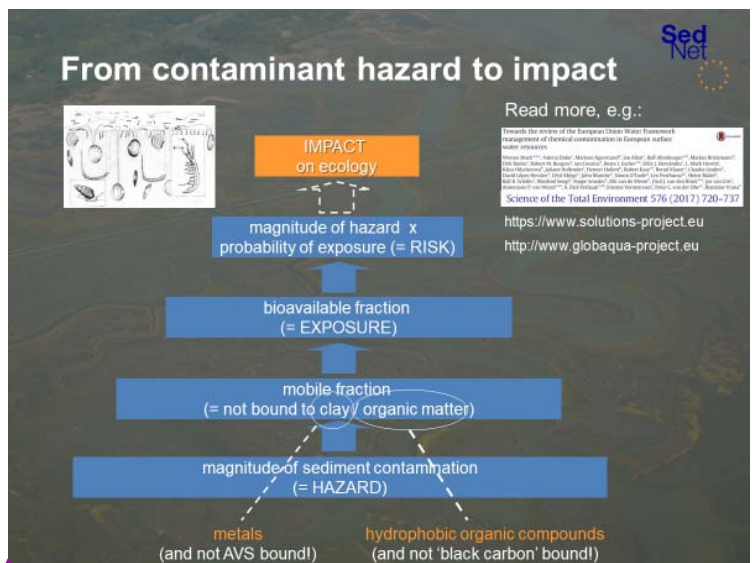 Sed
Net
From contaminant hazard to impact
Read more, e.g.:
Towards the review of the European Union Water Framework
management of chemical contamination in European surface
water resources
Science of the Total Environment 576 (2017) 720–737
https://www.solutions-project.eu
http://www.globaqua-project.eu
IMPACT
on ecology
magnitude of hazard x
probability of exposure (= RISK)
bioavailable fraction
(= EXPOSURE)
mobile fraction
(= not bound to clay / organic matter)
magnitude of sediment contamination
(= HAZARD)
metals
(and not AVS bound!)
hydrophobic organic compounds
(and not ‘black carbon’ bound!)